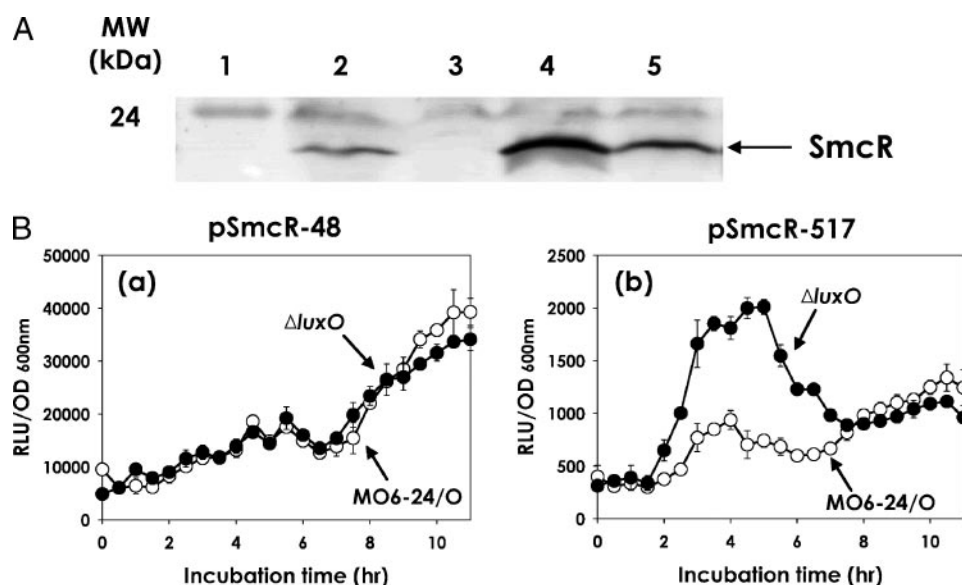 A
MW
(kDa)
1 2 3 4 5
24
SmcR
B
pSmcR-48
(a)
50000
40000
30000
20000
10000
0
RLU/OD 600nm
ΔluxO
MO6-24/O
0 2 4 6 8 10
Incubation time (hr)
pSmcR-517
(b)
2500
2000
1500
1000
500
0
RLU/OD 600nm
ΔluxO
MO6-24/O
0 2 4 6 8 10
Incubation time (hr)